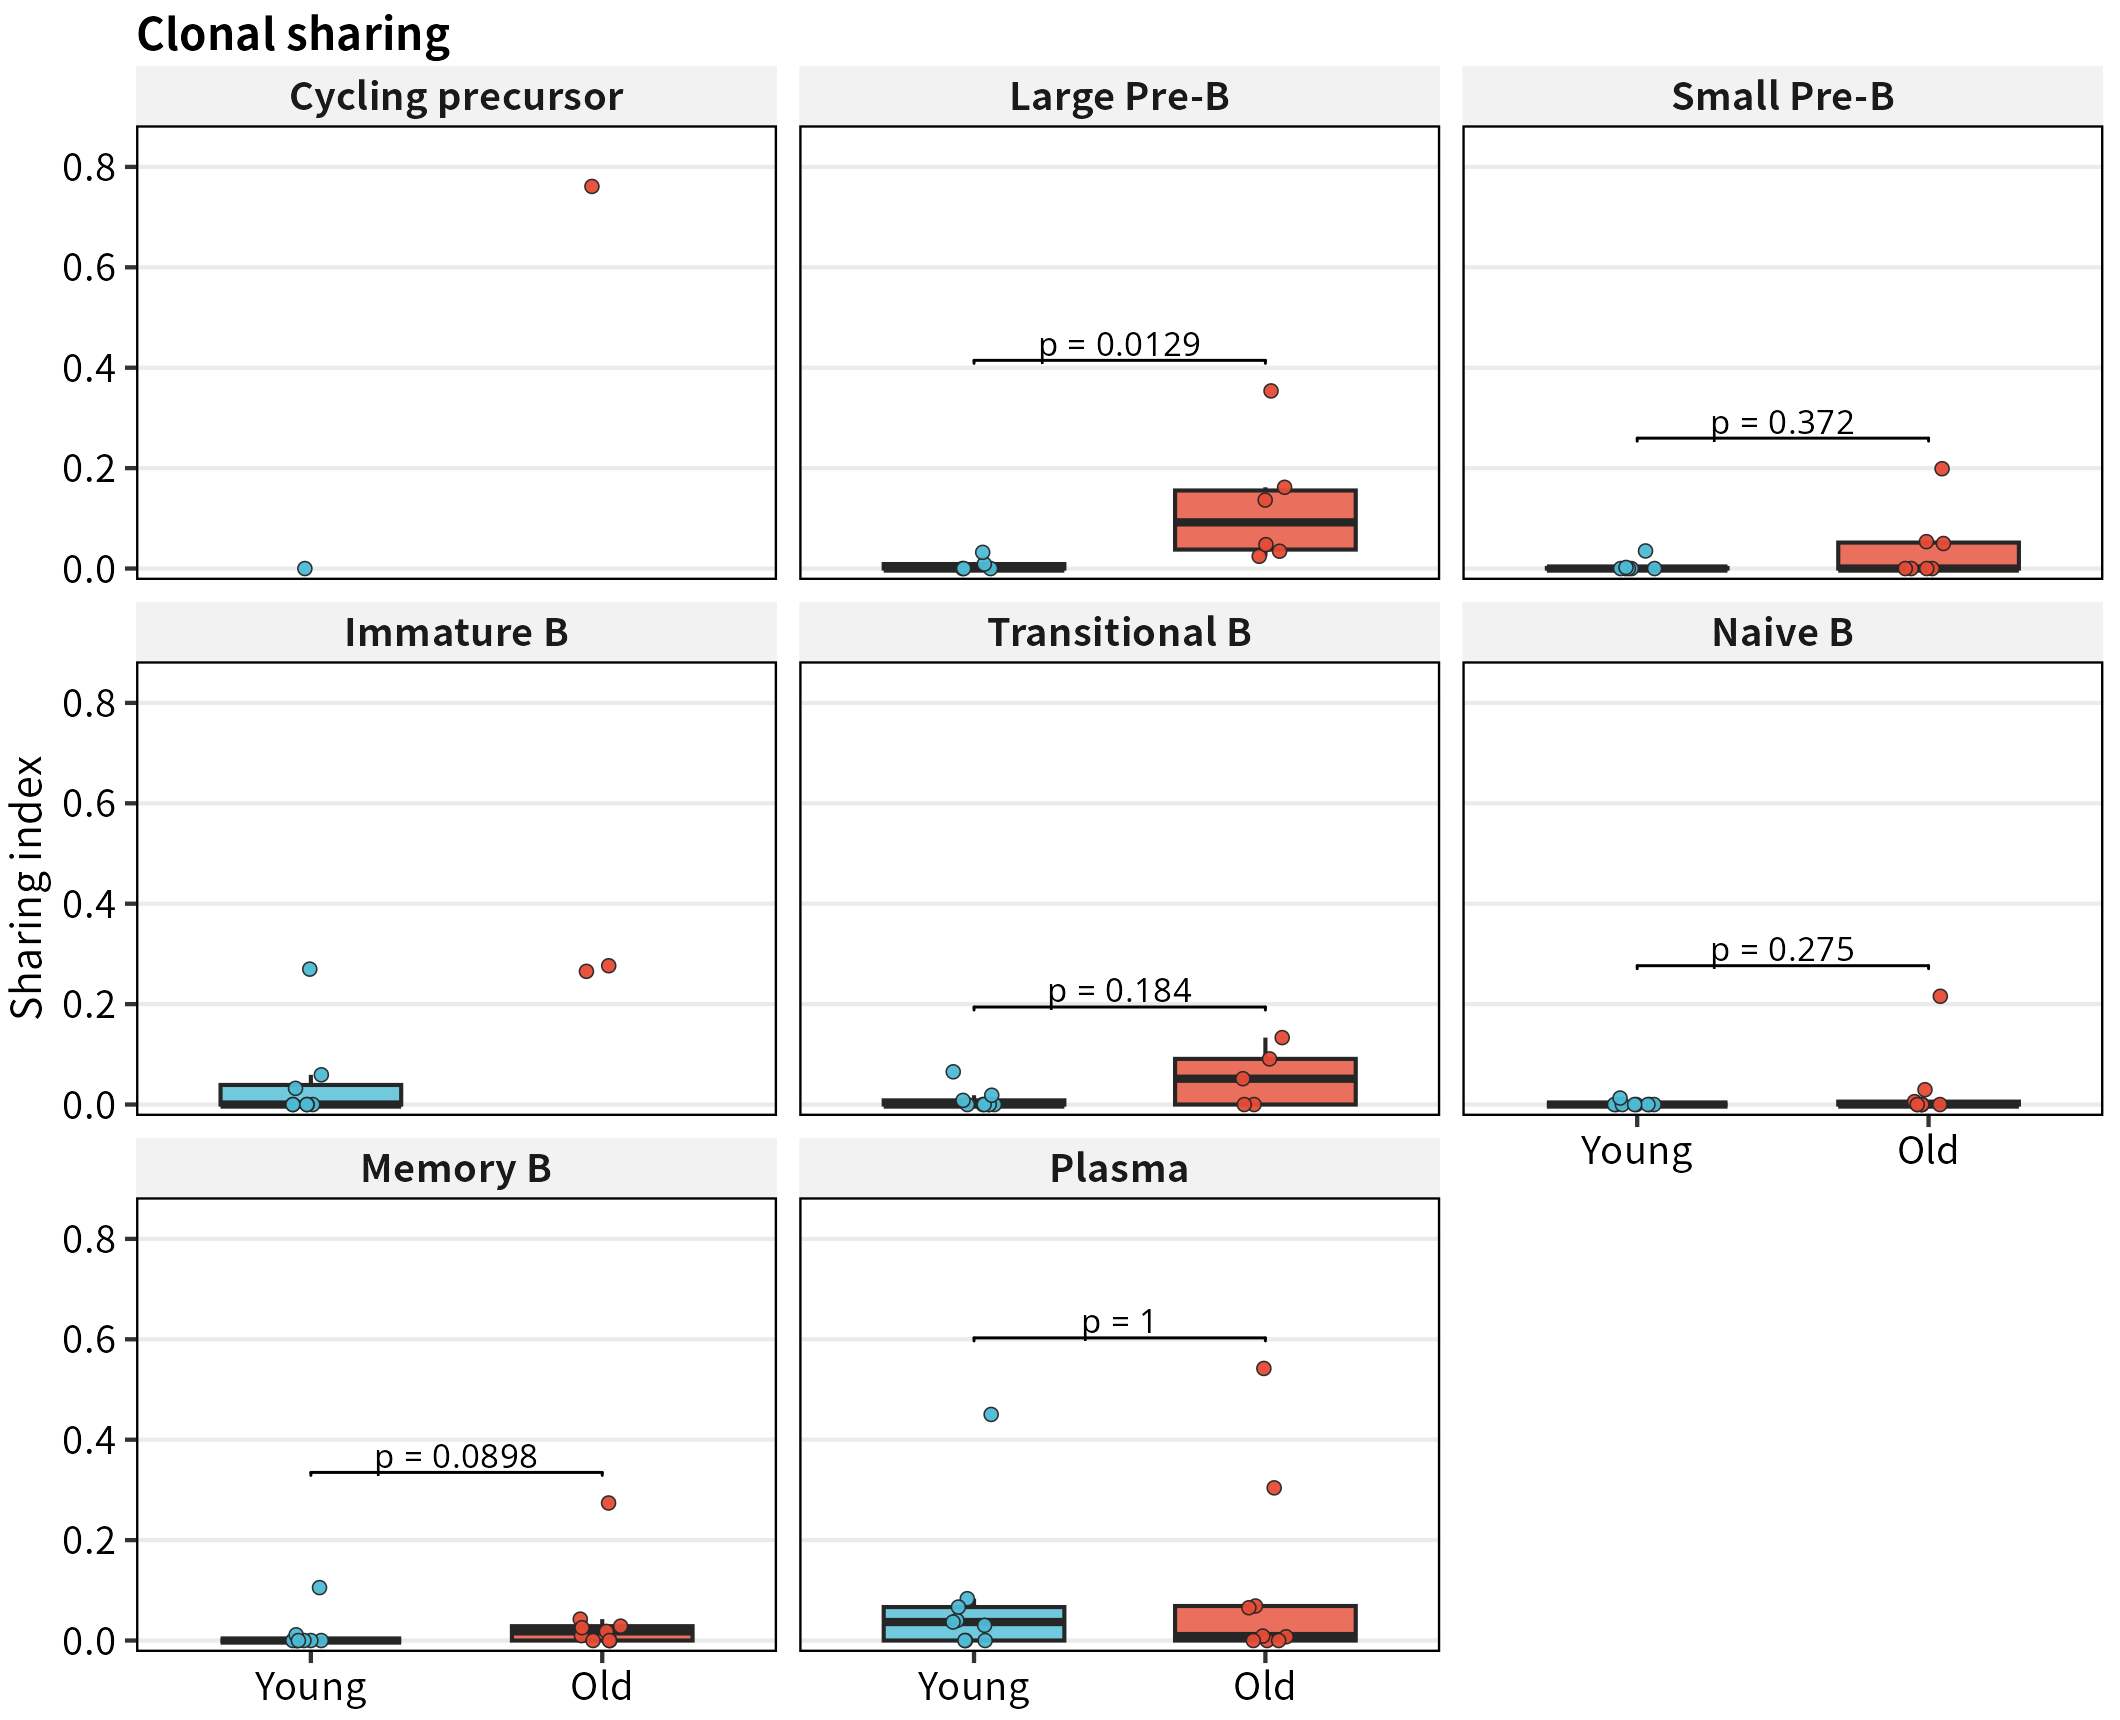 Clonal sharing
Cycling precursor
Large Pre-B
Small Pre-B
0.8
0.6
0.4
0.2
0.0
p = 0.0129
p = 0.372
Immature B
Transitional B
Naive B
Sharing index
0.8
0.6
0.4
0.2
0.0
p = 0.184
p = 0.275
Young
Old
Memory B
Plasma
0.8
0.6
0.4
0.2
0.0
p = 0.0898
p = 1
Young
Old
Young
Old